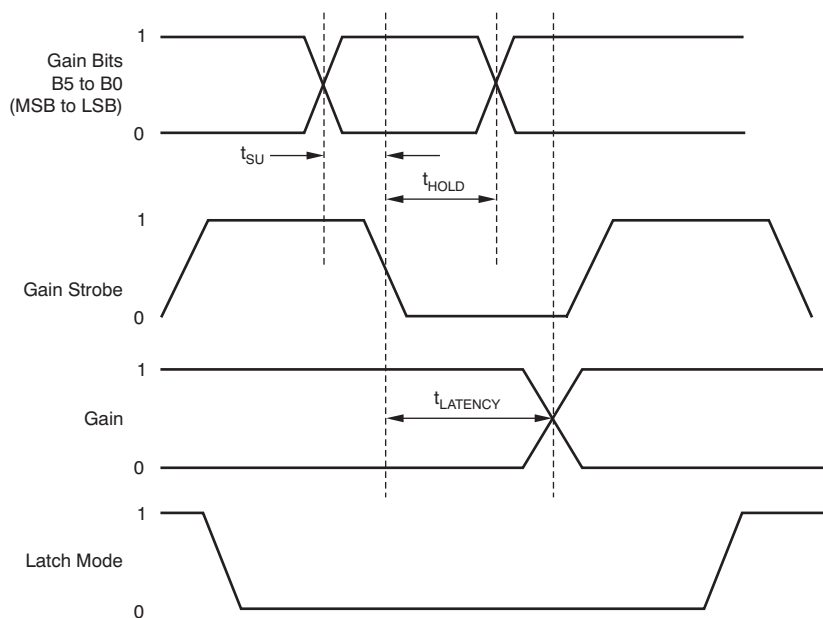 1
Gain Bits
B5 to B0
(MSB to LSB)
0
tSU
tHOLD
1
Gain Strobe
0
1
tLATENCY
Gain
0
1
Latch Mode
0